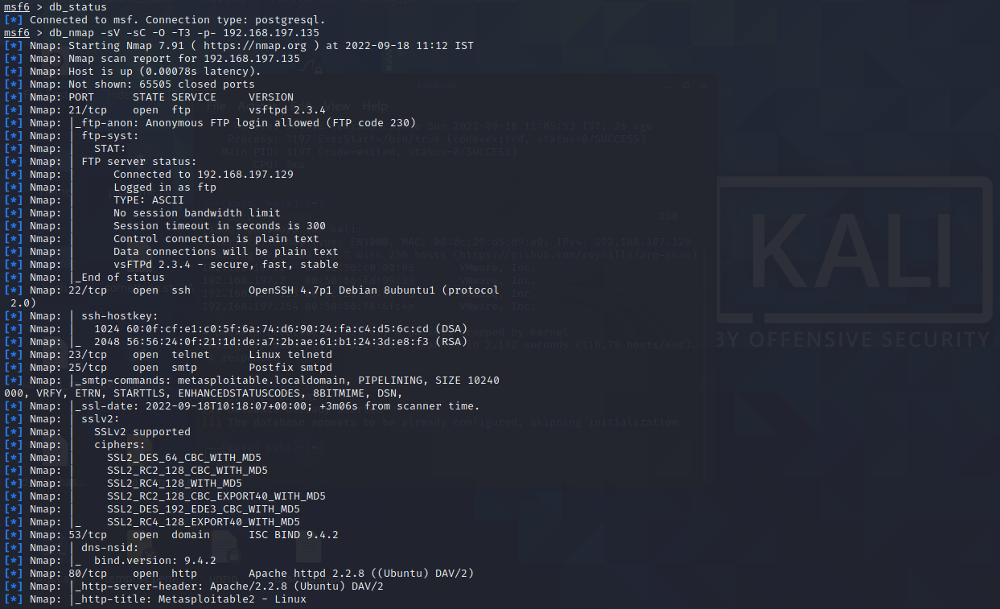 msf6 > db_status
[*] Connected to msf. Connection type: postgresql.
msf6 > db_nmap -sV -sC -O -T3 -p- 192.168.197.135
[*] Nmap: Starting Nmap 7.91 ( https://nmap.org ) at 2022-09-18 11:12 IST
[*] Nmap: Nmap scan report for 192.168.197.135
[*] Nmap: Host is up (0.00078s latency).
[*] Nmap: Not shown: 65505 closed ports
[*] Nmap: PORT      STATE SERVICE     VERSION
[*] Nmap: 21/tcp    open  ftp         vsftpd 2.3.4
[*] Nmap: |_ftp-anon: Anonymous FTP login allowed (FTP code 230)
[*] Nmap: | ftp-syst:
[*] Nmap: |   STAT:
[*] Nmap: | FTP server status:
[*] Nmap: |      Connected to 192.168.197.129
[*] Nmap: |      Logged in as ftp
[*] Nmap: |      TYPE: ASCII
[*] Nmap: |      No session bandwidth limit
[*] Nmap: |      Session timeout in seconds is 300
[*] Nmap: |      Control connection is plain text
[*] Nmap: |      Data connections will be plain text
[*] Nmap: |      vsFTPd 2.3.4 - secure, fast, stable
[*] Nmap: |_End of status
[*] Nmap: 22/tcp    open  ssh         OpenSSH 4.7p1 Debian 8ubuntu1 (protocol
 2.0)
[*] Nmap: | ssh-hostkey:
[*] Nmap: |   1024 60:0f:cf:e1:c0:5f:6a:74:d6:90:24:fa:c4:d5:6c:cd (DSA)
[*] Nmap: |_  2048 56:56:24:0f:21:1d:de:a7:2b:ae:61:b1:24:3d:e8:f3 (RSA)
[*] Nmap: 23/tcp    open  telnet      Linux telnetd
[*] Nmap: 25/tcp    open  smtp        Postfix smtpd
[*] Nmap: |_smtp-commands: metasploitable.localdomain, PIPELINING, SIZE 10240
000, VRFY, ETRN, STARTTLS, ENHANCEDSTATUSCODES, 8BITMIME, DSN,
[*] Nmap: |_ssl-date: 2022-09-18T10:18:07+00:00; +3m06s from scanner time.
[*] Nmap: | sslv2:
[*] Nmap: |   SSLv2 supported
[*] Nmap: |   ciphers:
[*] Nmap: |     SSL2_DES_64_CBC_WITH_MD5
[*] Nmap: |     SSL2_RC2_128_CBC_WITH_MD5
[*] Nmap: |     SSL2_RC4_128_WITH_MD5
[*] Nmap: |     SSL2_RC2_128_CBC_EXPORT40_WITH_MD5
[*] Nmap: |     SSL2_DES_192_EDE3_CBC_WITH_MD5
[*] Nmap: |_    SSL2_RC4_128_EXPORT40_WITH_MD5
[*] Nmap: 53/tcp    open  domain      ISC BIND 9.4.2
[*] Nmap: | dns-nsid:
[*] Nmap: |_  bind.version: 9.4.2
[*] Nmap: 80/tcp    open  http        Apache httpd 2.2.8 ((Ubuntu) DAV/2)
[*] Nmap: |_http-server-header: Apache/2.2.8 (Ubuntu) DAV/2
[*] Nmap: |_http-title: Metasploitable2 - Linux
KALI
BY OFFENSIVE SECURITY